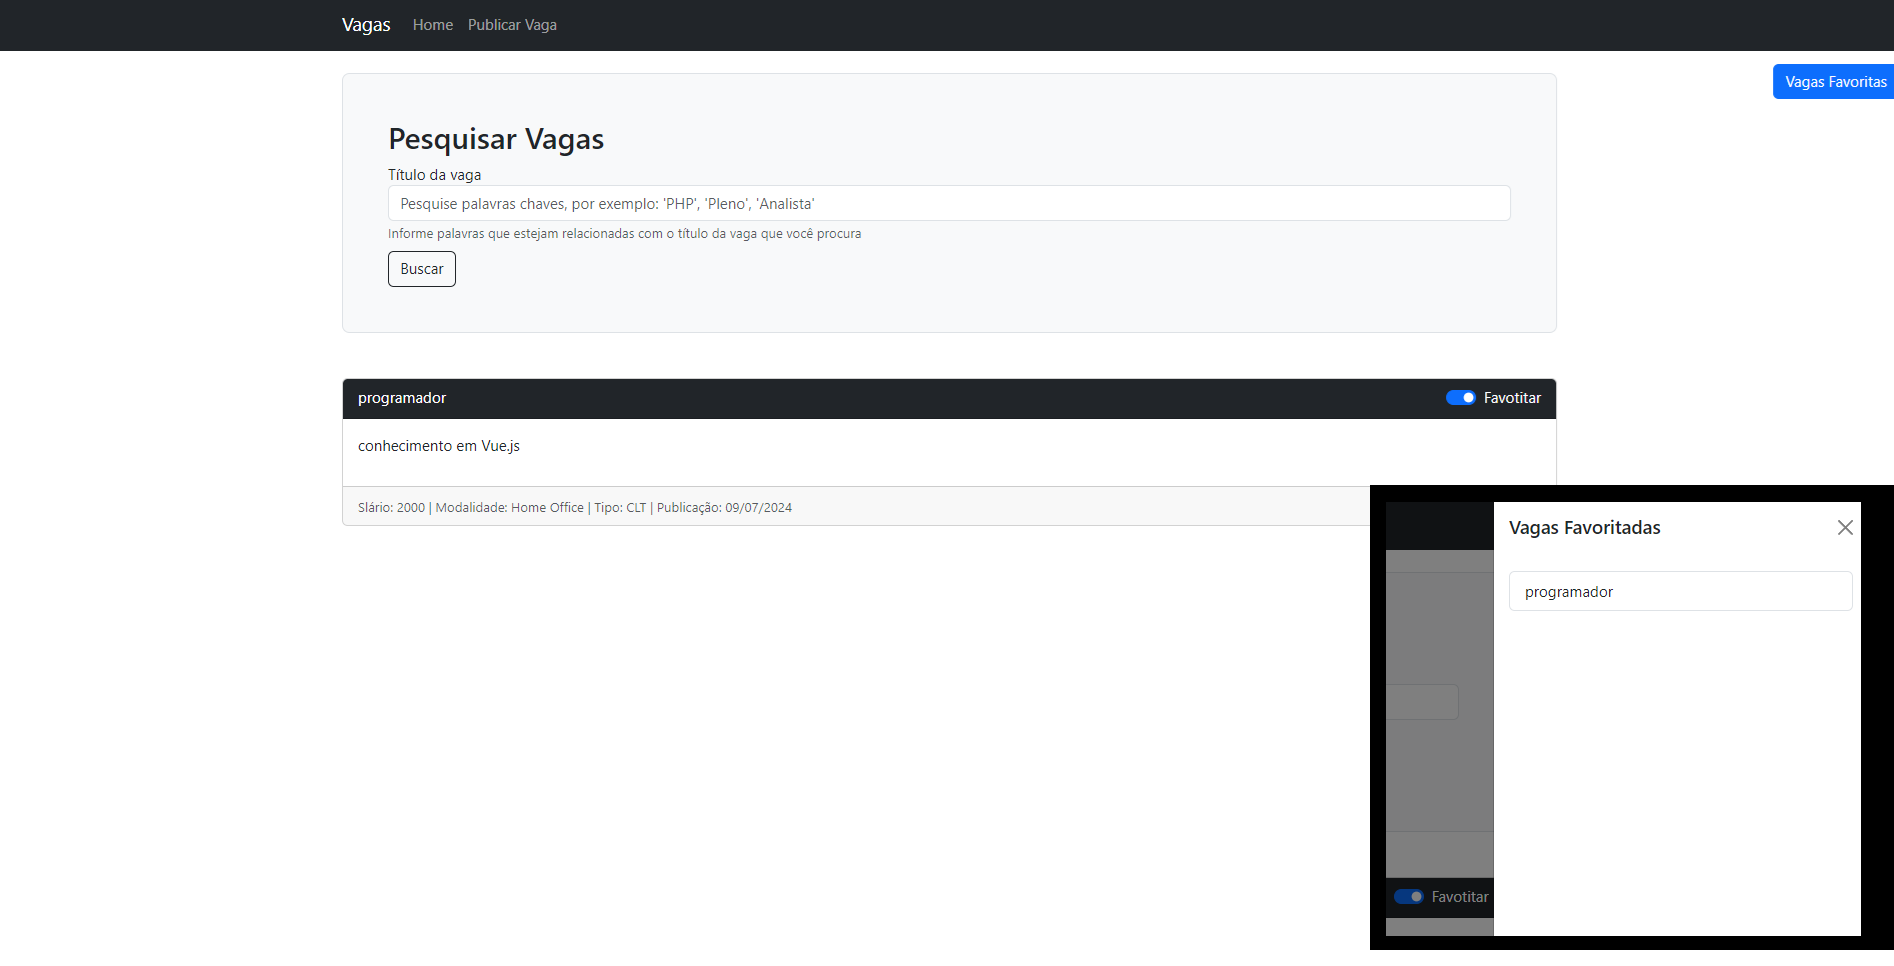 Vagas Home Publicar Vaga
Vagas Favoritas
Pesquisar Vagas
Título da vaga
Pesquise palavras chaves, por exemplo: 'PHP', 'Pleno', 'Analista'
Informe palavras que estejam relacionadas com o título da vaga que você procura
Buscar
programador Favotitar
conhecimento em Vue.js
Slário: 2000 | Modalidade: Home Office | Tipo: CLT | Publicação: 09/07/2024
Vagas Favoritadas
programador
Favotitar